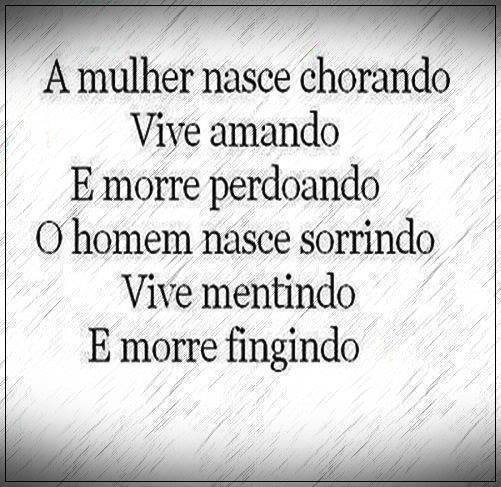 A mulher nasce chorando
Vive amando
E morre perdoando
O homem nasce sorrindo
Vive mentindo
E morre fingindo